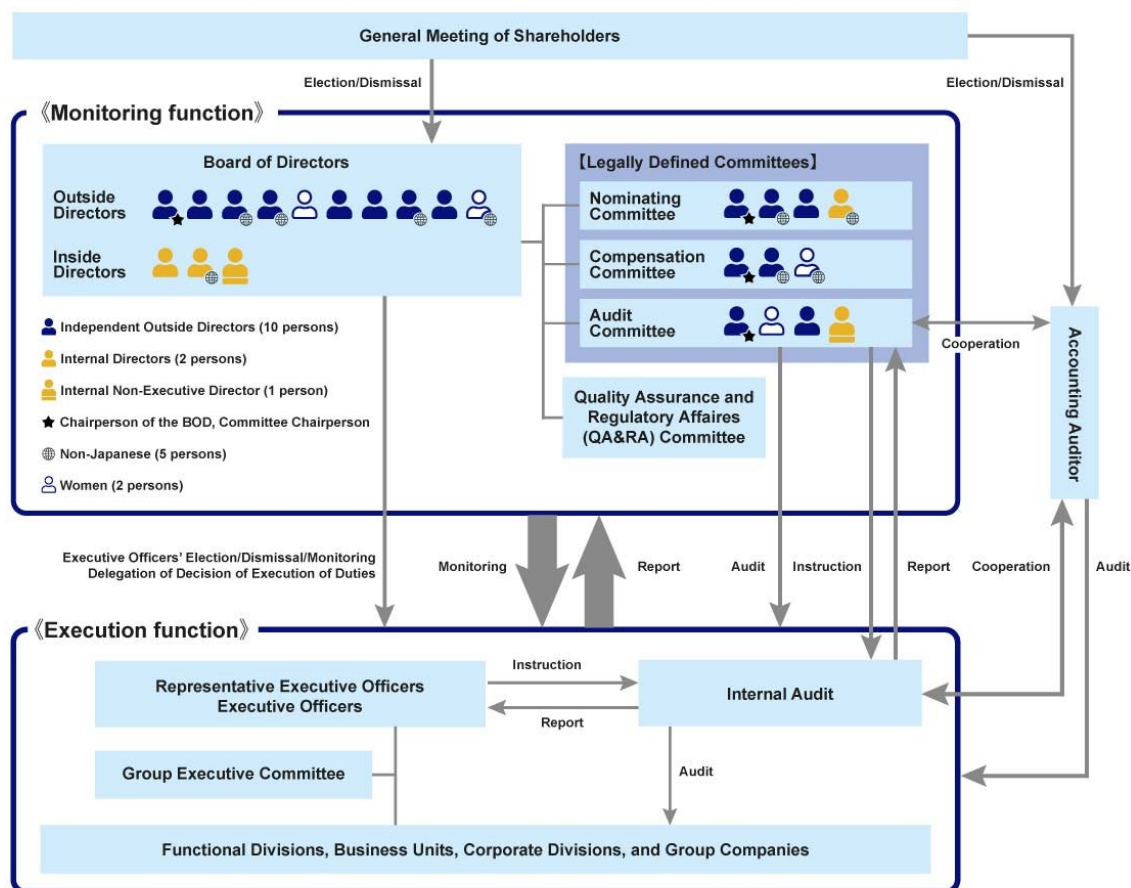 General Meeting of Shareholders
Election/Dismissal
Election/Dismissal
《Monitoring function》
Board of Directors
Outside
Directors
Inside
Directors
【Legally Defined Committees】
Nominating
Committee
Compensation
Committee
Audit
Committee
Quality Assurance and
Regulatory Affaires
(QA&RA) Committee
Independent Outside Directors (10 persons)
Internal Directors (2 persons)
Internal Non-Executive Director (1 person)
Chairperson of the BOD, Committee Chairperson
Non-Japanese (5 persons)
Women (2 persons)
Cooperation
Accounting Auditor
Executive Officers' Election/Dismissal/Monitoring
Delegation of Decision of Execution of Duties
Monitoring
Report
Audit
Instruction
Report
Cooperation
Audit
《Execution function》
Representative Executive Officers
Executive Officers
Instruction
Report
Internal Audit
Group Executive Committee
Audit
Functional Divisions, Business Units, Corporate Divisions, and Group Companies